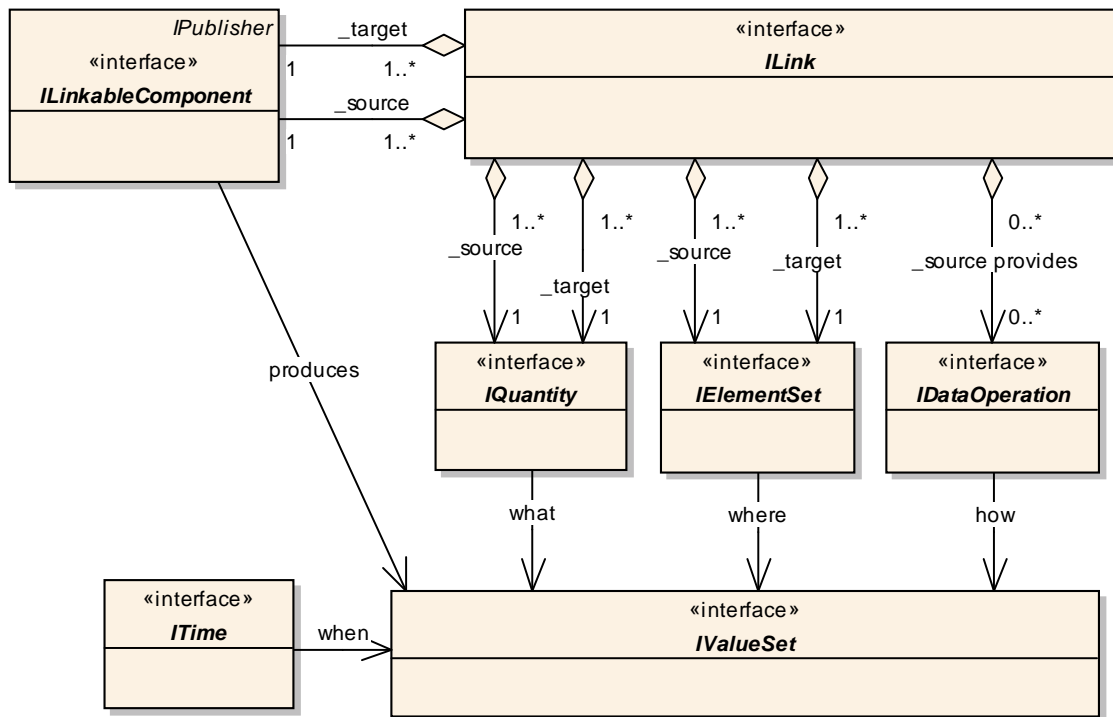 IPublisher
«interface»
ILinkableComponent
_target
1
1..*
_source
1
1..*
«interface»
ILink
1..*
_source
1
1..*
_target
1
1..*
_source
1
1..*
_target
1
0..*
_source provides
0..*
«interface»
IQuantity
«interface»
IElementSet
«interface»
IDataOperation
produces
what
where
how
«interface»
ITime
when
«interface»
IValueSet